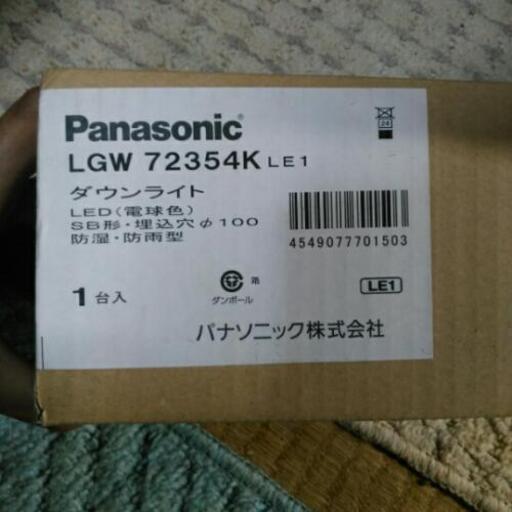 Panasonic
LGW 72354K LE1
ダウンライト
LED(電球色)
SB形・埋込穴φ100
防湿・防雨型
4549077701503
1台入
ダンボール
LE1
パナソニック株式会社